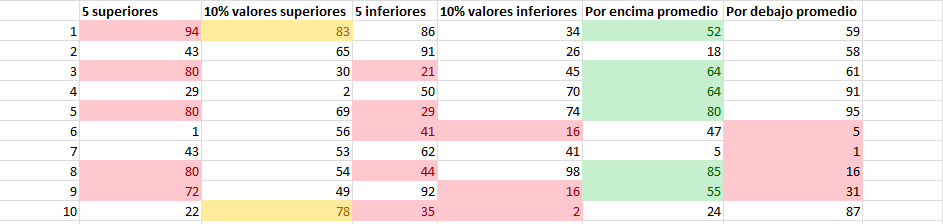 5 superiores 10% valores superiores 5 inferiores 10% valores inferiores Por encima promedio Por debajo promedio
1 94 83 86 34 52 59
2 43 65 91 26 18 58
3 80 30 21 45 64 61
4 29 2 50 70 64 91
5 80 69 29 74 80 95
6 1 56 41 16 47 5
7 43 53 62 41 5 1
8 80 54 44 98 85 16
9 72 49 92 16 55 31
10 22 78 35 2 24 87